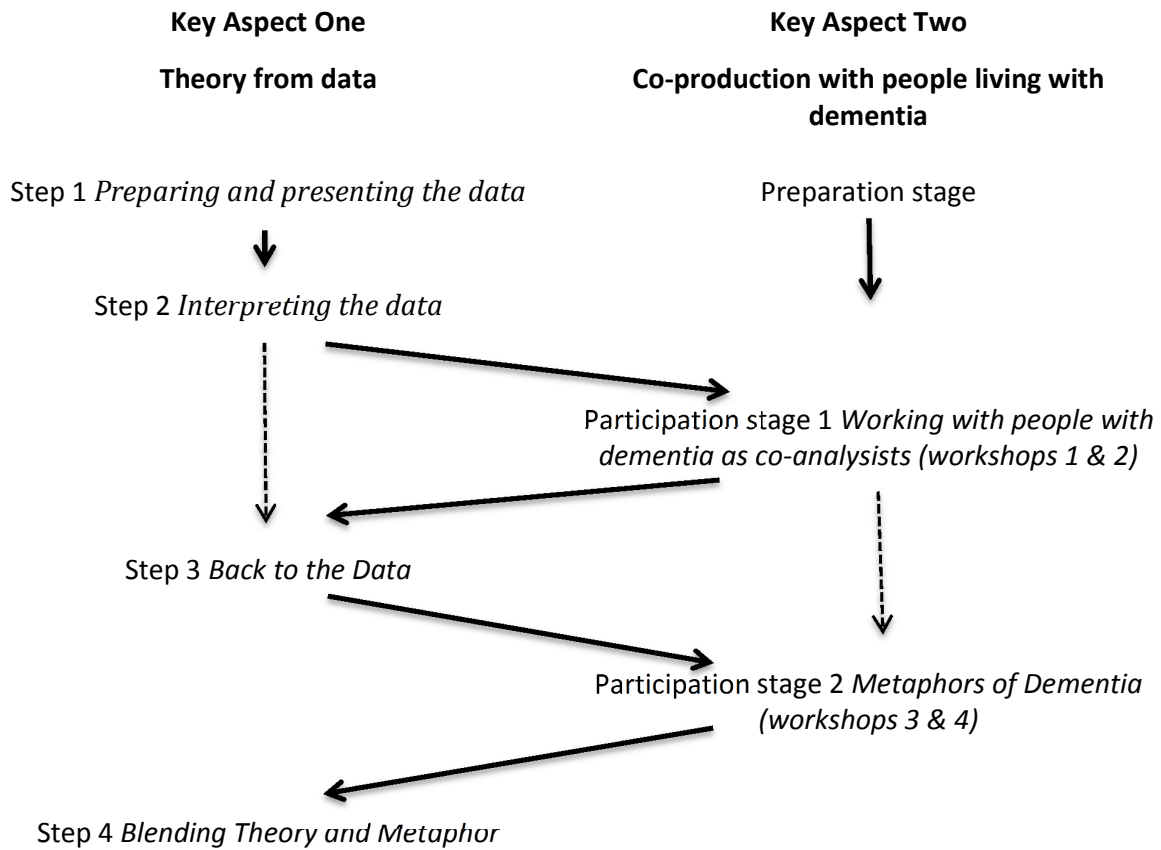 Key Aspect One
Theory from data
Key Aspect Two
Co-production with people living with
dementia
Step 1 Preparing and presenting the data
Preparation stage
Step 2 Interpreting the data
Participation stage 1 Working with people with
dementia as co-analysists (workshops 1 & 2)
Step 3 Back to the Data
Participation stage 2 Metaphors of Dementia
(workshops 3 & 4)
Step 4 Blending Theory and Metaphor